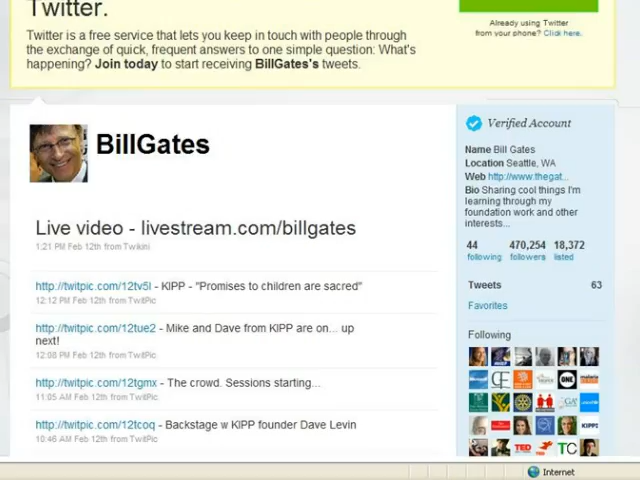 Twitter.
Twitter is a free service that lets you keep in touch with people through
the exchange of quick, frequent answers to one simple question: What's
happening? Join today to start receiving BillGates's tweets.
Already using Twitter
from your phone? Click here.
BillGates
Live video - livestream.com/billgates
1:21 PM Feb 12th from Twikini
http://twitpic.com/12tv5l - KIPP - "Promises to children are sacred"
12:12 PM Feb 12th from TwitPic
http://twitpic.com/12tue2 - Mike and Dave from KIPP are on... up
next!
12:08 PM Feb 12th from TwitPic
http://twitpic.com/12tgmx - The crowd. Sessions starting...
11:05 AM Feb 12th from TwitPic
http://twitpic.com/12tcoq - Backstage w KIPP founder Dave Levin
10:46 AM Feb 12th from TwitPic
Verified Account
Name Bill Gates
Location Seattle, WA
Web http://www.thegat...
Bio Sharing cool things I'm
learning through my
foundation work and other
interests...
44 470,254 18,372
following followers listed
Tweets 63
Favorites
Following
ONE
KIPP:
TED TC
Internet